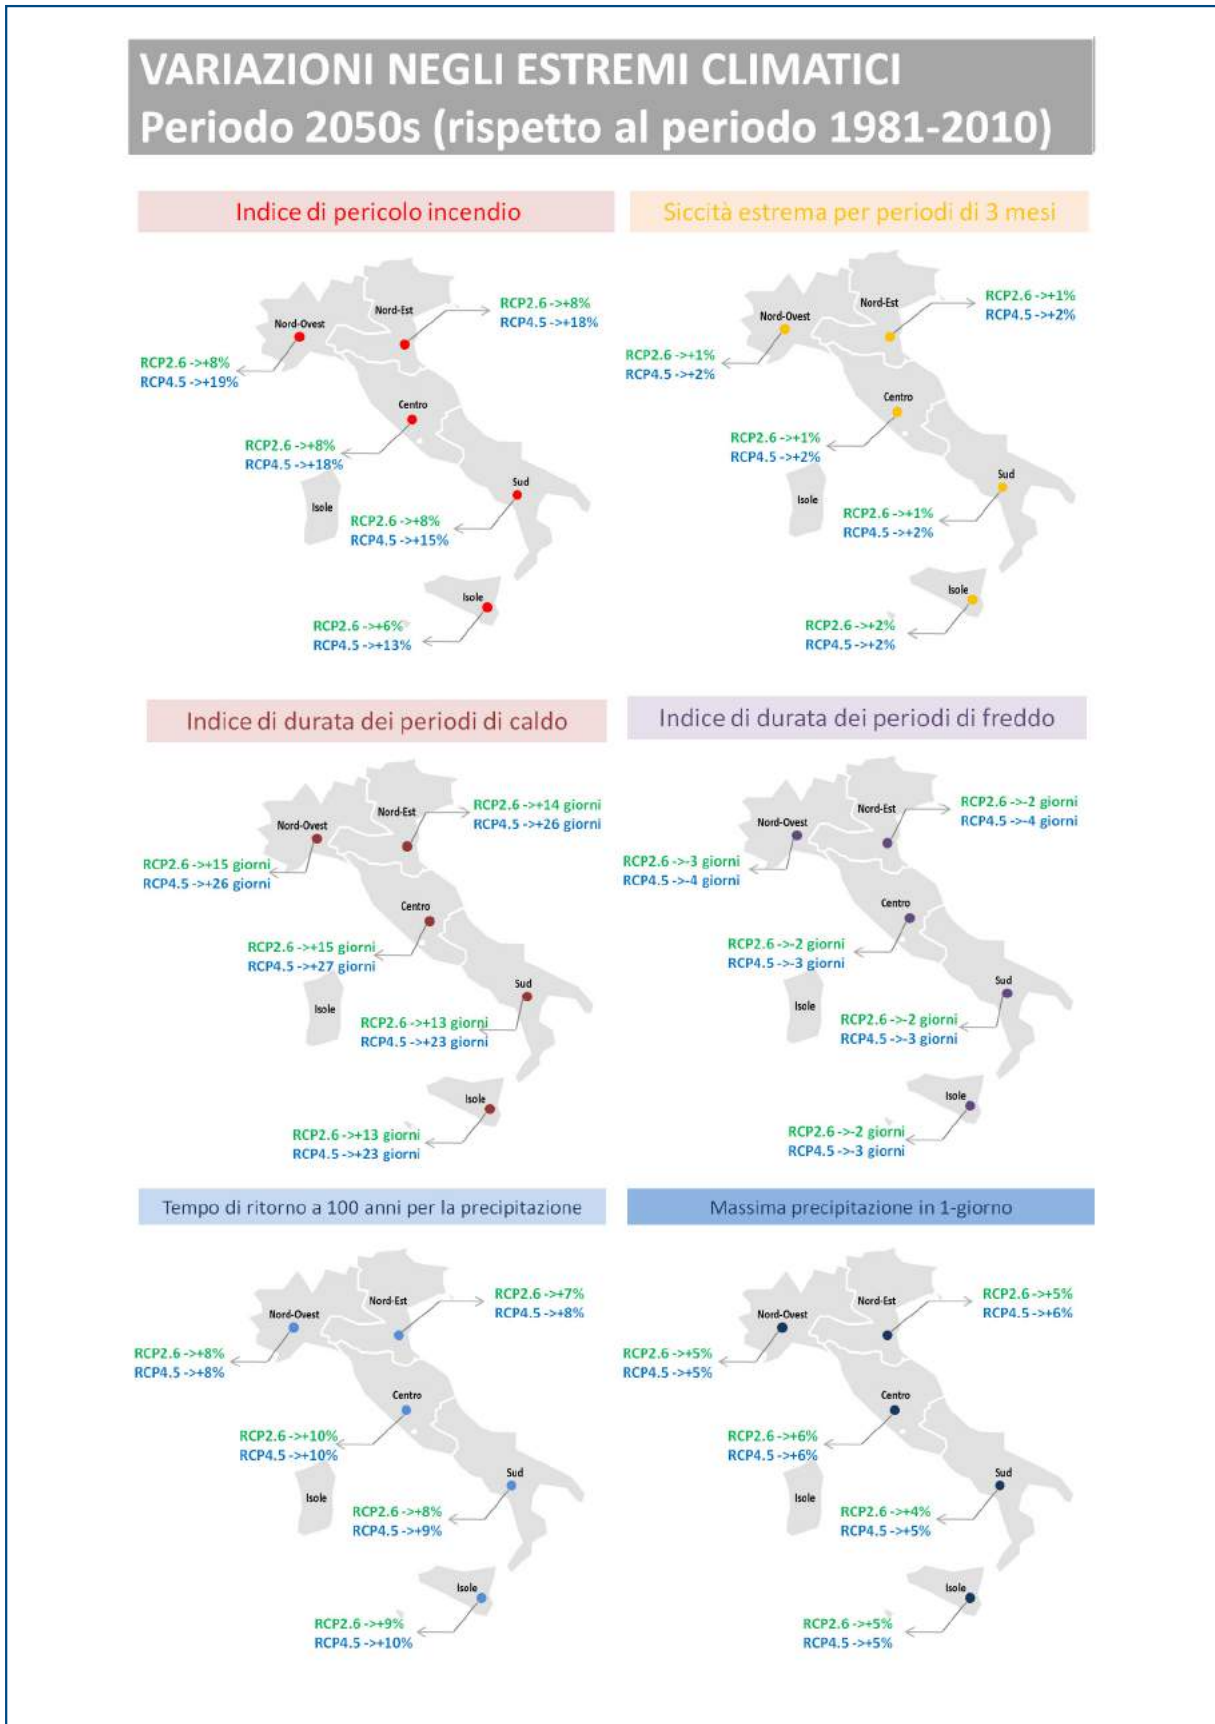 VARIAZIONI NEGLI ESTREMI CLIMATICI
Periodo 2050s (rispetto al periodo 1981-2010)
Indice di pericolo incendio
Nord-Est
RCP2.6 ->+8%
RCP4.5 ->+18%
Nord-Ovest
RCP2.6 ->+8%
RCP4.5 ->+19%
Centro
RCP2.6 ->+8%
RCP4.5 ->+18%
Sud
Isole
RCP2.6 ->+8%
RCP4.5 ->+15%
Isole
RCP2.6 ->+6%
RCP4.5 ->+13%
Siccità estrema per periodi di 3 mesi
Nord-Est
RCP2.6 ->+1%
RCP4.5 ->+2%
Nord-Ovest
RCP2.6 ->+1%
RCP4.5 ->+2%
Centro
RCP2.6 ->+1%
RCP4.5 ->+2%
Sud
Isole
RCP2.6 ->+1%
RCP4.5 ->+2%
Isole
RCP2.6 ->+2%
RCP4.5 ->+2%
Indice di durata dei periodi di caldo
Nord-Est
RCP2.6 ->+14 giorni
RCP4.5 ->+26 giorni
Nord-Ovest
RCP2.6 ->+15 giorni
RCP4.5 ->+26 giorni
Centro
RCP2.6 ->+15 giorni
RCP4.5 ->+27 giorni
Sud
Isole
RCP2.6 ->+13 giorni
RCP4.5 ->+23 giorni
Isole
RCP2.6 ->+13 giorni
RCP4.5 ->+23 giorni
Indice di durata dei periodi di freddo
Nord-Est
RCP2.6 ->-2 giorni
RCP4.5 ->-4 giorni
Nord-Ovest
RCP2.6 ->-3 giorni
RCP4.5 ->-4 giorni
Centro
RCP2.6 ->-2 giorni
RCP4.5 ->-3 giorni
Sud
Isole
RCP2.6 ->-2 giorni
RCP4.5 ->-3 giorni
Isole
RCP2.6 ->-2 giorni
RCP4.5 ->-3 giorni
Tempo di ritorno a 100 anni per la precipitazione
Nord-Est
RCP2.6 ->+7%
RCP4.5 ->+8%
Nord-Ovest
RCP2.6 ->+8%
RCP4.5 ->+8%
Centro
RCP2.6 ->+10%
RCP4.5 ->+10%
Sud
Isole
RCP2.6 ->+8%
RCP4.5 ->+9%
Isole
RCP2.6 ->+9%
RCP4.5 ->+10%
Massima precipitazione in 1-giorno
Nord-Est
RCP2.6 ->+5%
RCP4.5 ->+6%
Nord-Ovest
RCP2.6 ->+5%
RCP4.5 ->+5%
Centro
RCP2.6 ->+6%
RCP4.5 ->+6%
Sud
Isole
RCP2.6 ->+4%
RCP4.5 ->+5%
Isole
RCP2.6 ->+5%
RCP4.5 ->+5%